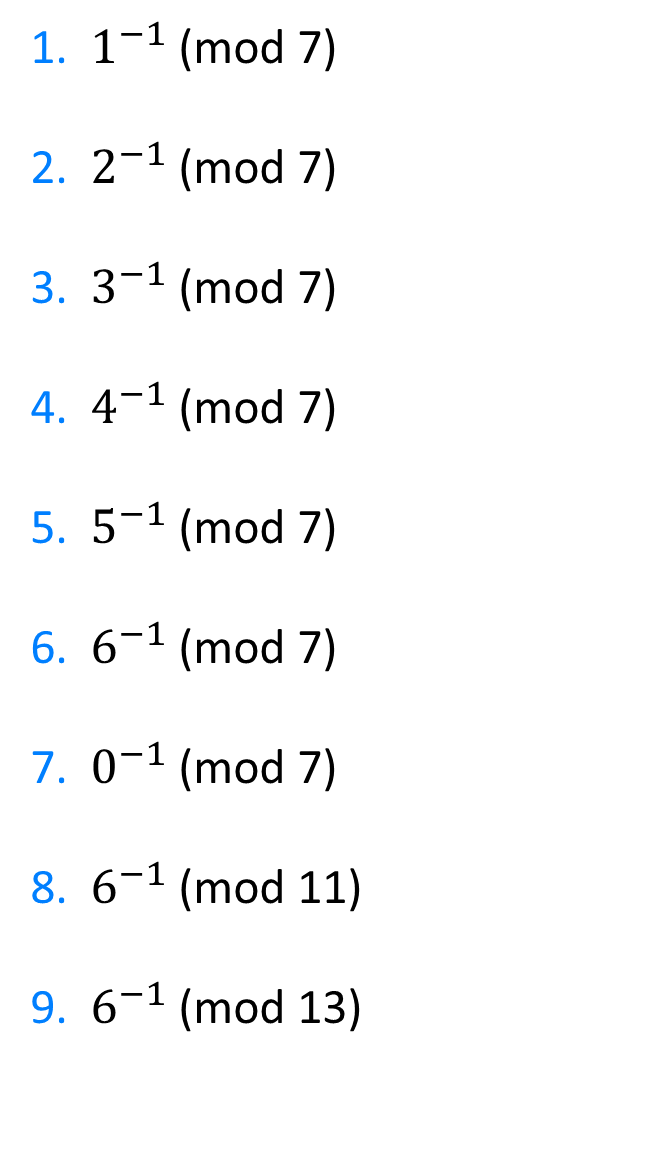 1. 1⁻¹ (mod 7)
2. 2⁻¹ (mod 7)
3. 3⁻¹ (mod 7)
4. 4⁻¹ (mod 7)
5. 5⁻¹ (mod 7)
6. 6⁻¹ (mod 7)
7. 0⁻¹ (mod 7)
8. 6⁻¹ (mod 11)
9. 6⁻¹ (mod 13)